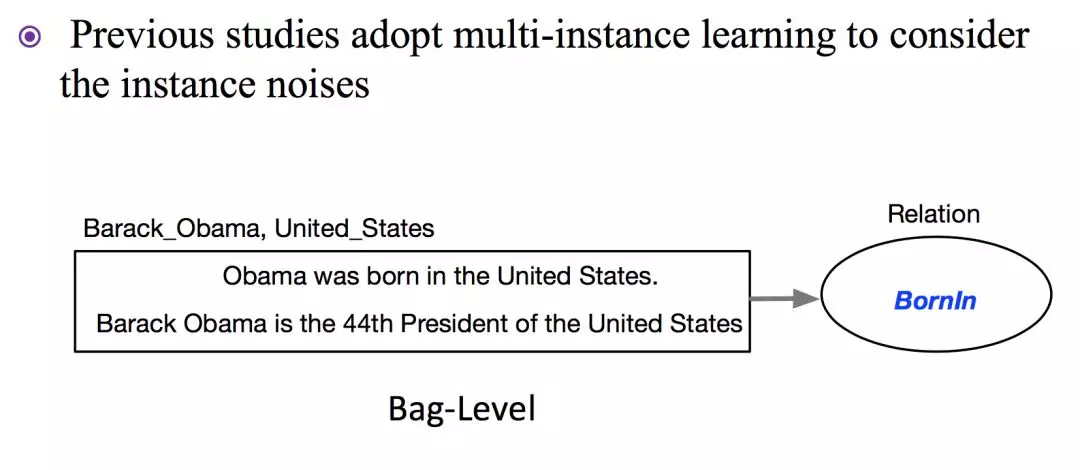 Previous studies adopt multi-instance learning to consider
the instance noises
Barack_Obama, United_States
Relation
Obama was born in the United States.
BornIn
Barack Obama is the 44th President of the United States
Bag-Level